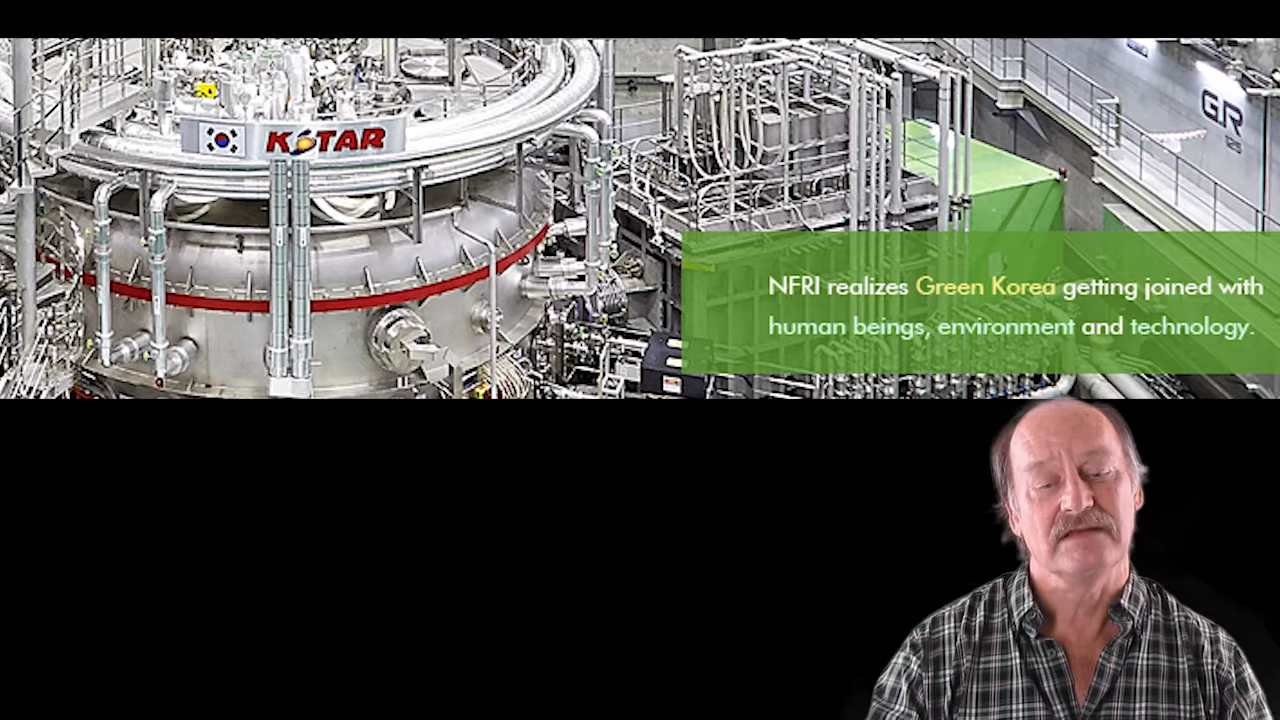 KSTAR
GR
NFRI realizes Green Korea getting joined with
human beings, environment and technology.